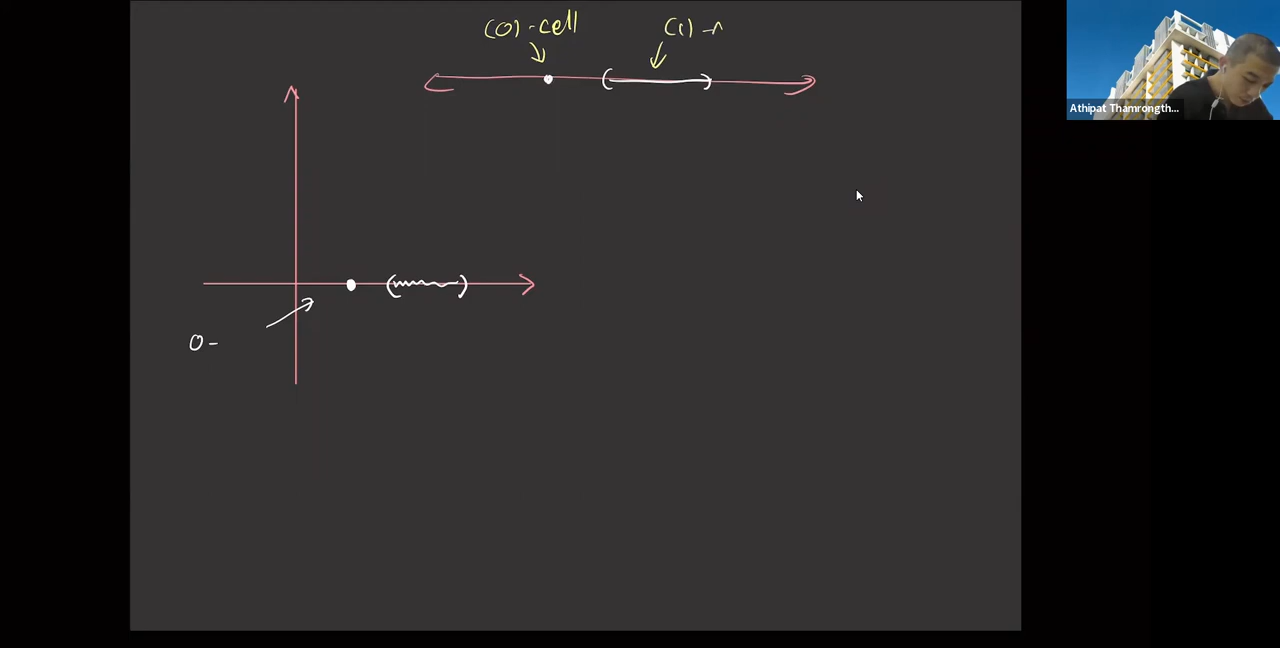 (0)-cell (1)-
0-
Athipat Thamrongth...